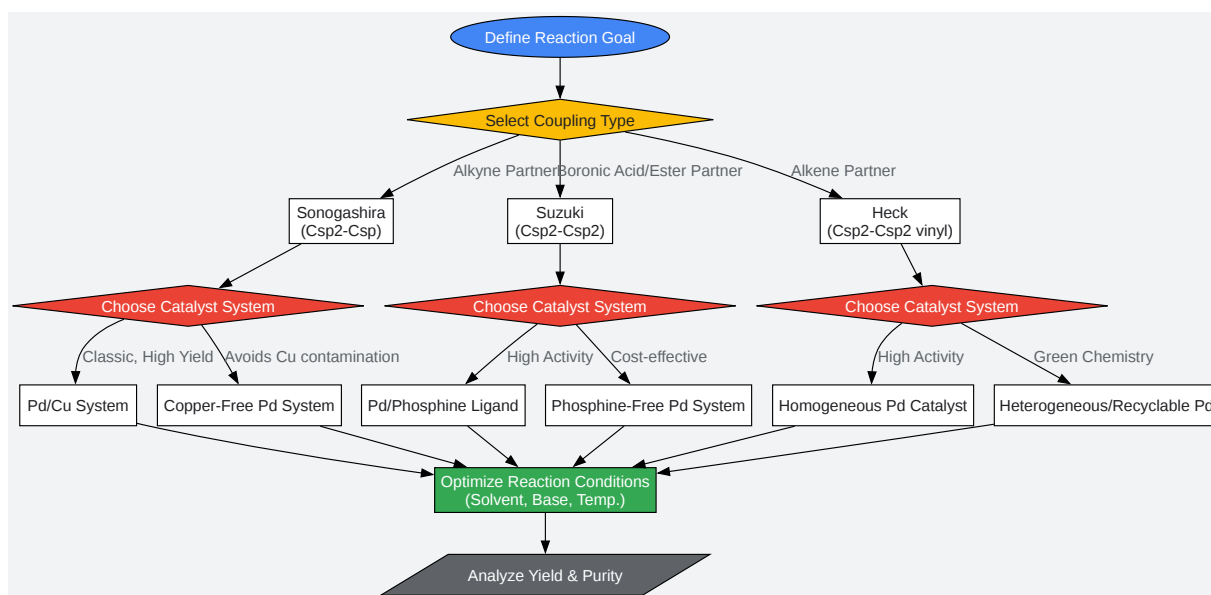 Define Reaction Goal
Select Coupling Type
Alkyne Partner
Boronic Acid/Ester Partner
Alkene Partner
Sonogashira
(Csp2-Csp)
Suzuki
(Csp2-Csp2)
Heck
(Csp2-Csp2 vinyl)
Choose Catalyst System
Choose Catalyst System
Choose Catalyst System
Classic, High Yield
Avoids Cu contamination
High Activity
Cost-effective
High Activity
Green Chemistry
Pd/Cu System
Copper-Free Pd System
Pd/Phosphine Ligand
Phosphine-Free Pd System
Homogeneous Pd Catalyst
Heterogeneous/Recyclable Pd
Optimize Reaction Conditions
(Solvent, Base, Temp.)
Analyze Yield & Purity